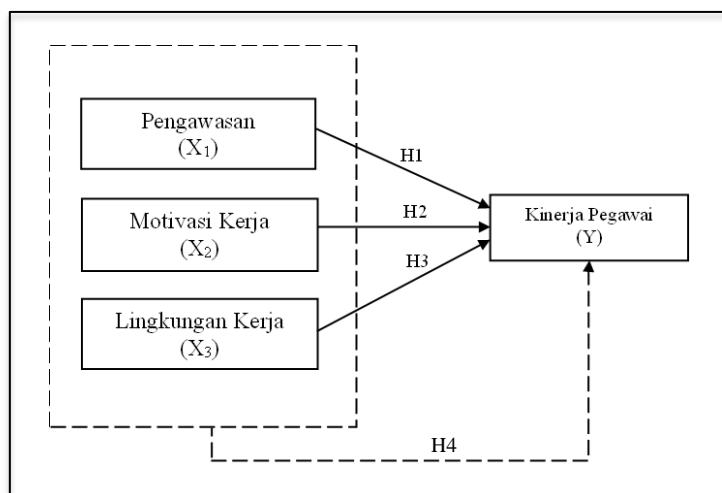 Pengawasan
(X₁)
H1
Motivasi Kerja
(X₂)
H2
Kinerja Pegawai
(Y)
H3
Lingkungan Kerja
(X₃)
H4